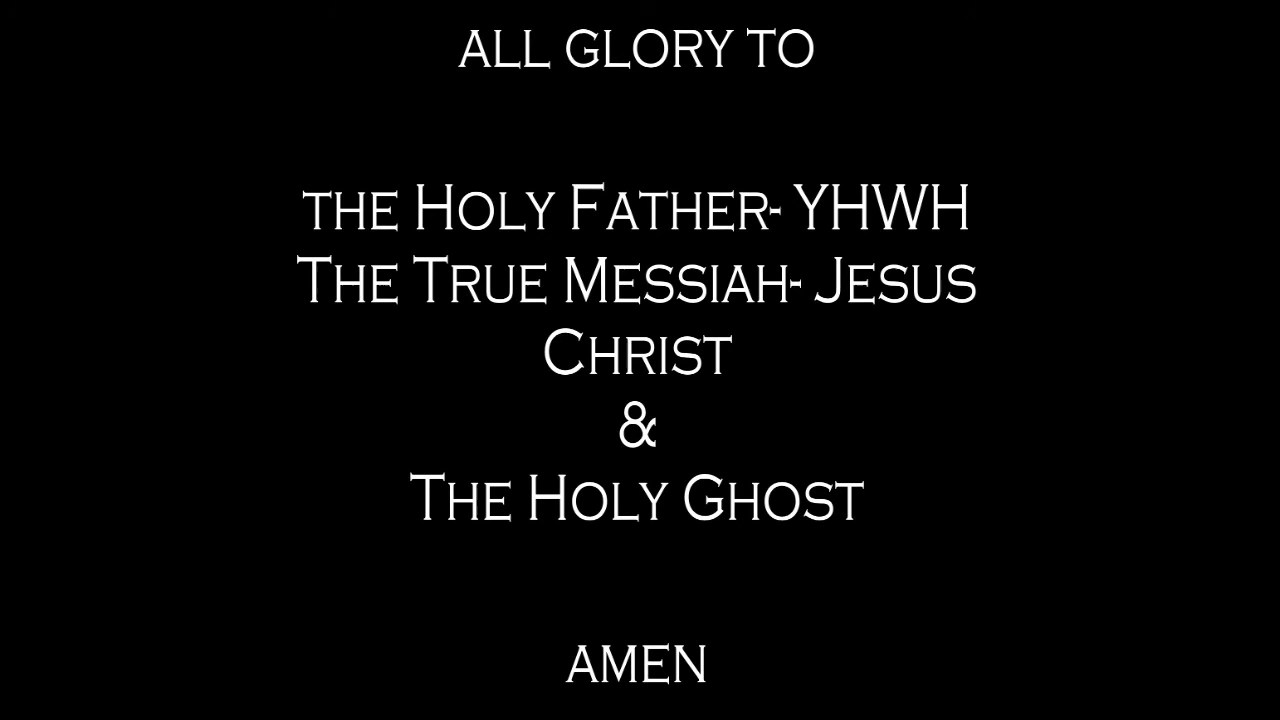 ALL GLORY TO
THE HOLY FATHER- YHWH
THE TRUE MESSIAH- JESUS
CHRIST
&
THE HOLY GHOST
AMEN